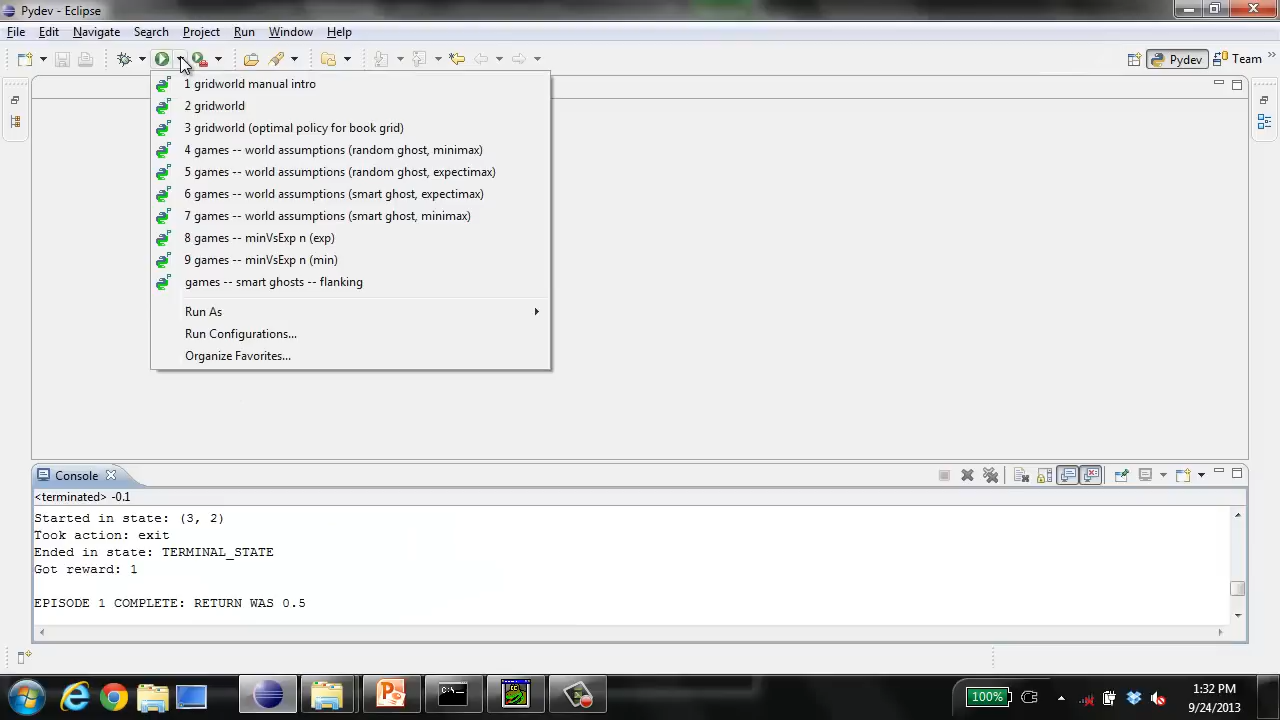 Pydev - Eclipse
File Edit Navigate Search Project Run Window Help
Pydev Team
1 gridworld manual intro
2 gridworld
3 gridworld (optimal policy for book grid)
4 games -- world assumptions (random ghost, minimax)
5 games -- world assumptions (random ghost, expectimax)
6 games -- world assumptions (smart ghost, expectimax)
7 games -- world assumptions (smart ghost, minimax)
8 games -- minVsExp n (exp)
9 games -- minVsExp n (min)
games -- smart ghosts -- flanking
Run As
Run Configurations...
Organize Favorites...
Console
<terminated> -0.1
Started in state: (3, 2)
Took action: exit
Ended in state: TERMINAL_STATE
Got reward: 1
EPISODE 1 COMPLETE: RETURN WAS 0.5
100%
1:32 PM
9/24/2013